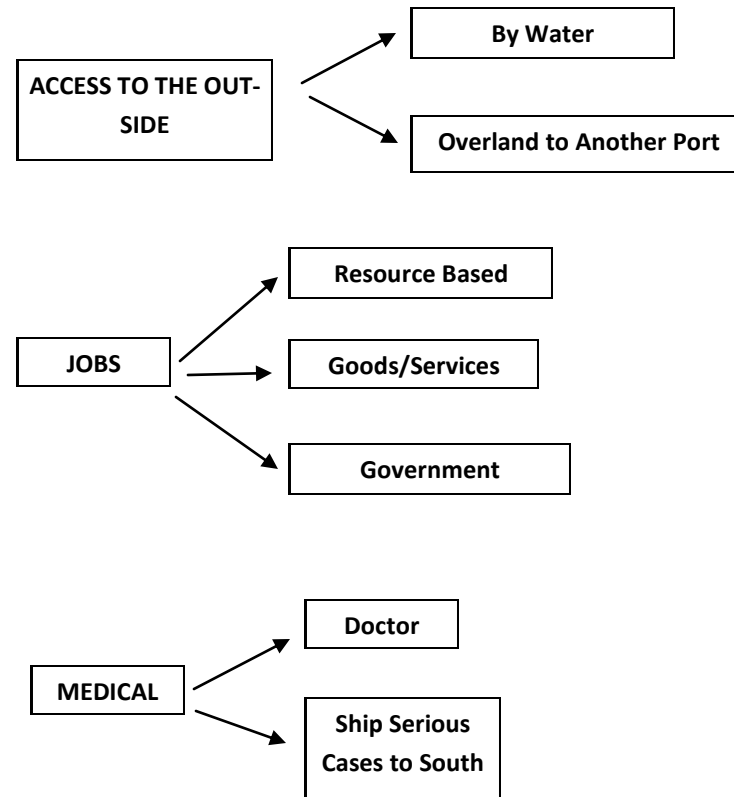 By Water
ACCESS TO THE OUT-
SIDE
Overland to Another Port
Resource Based
JOBS
Goods/Services
Government
Doctor
MEDICAL
Ship Serious
Cases to South